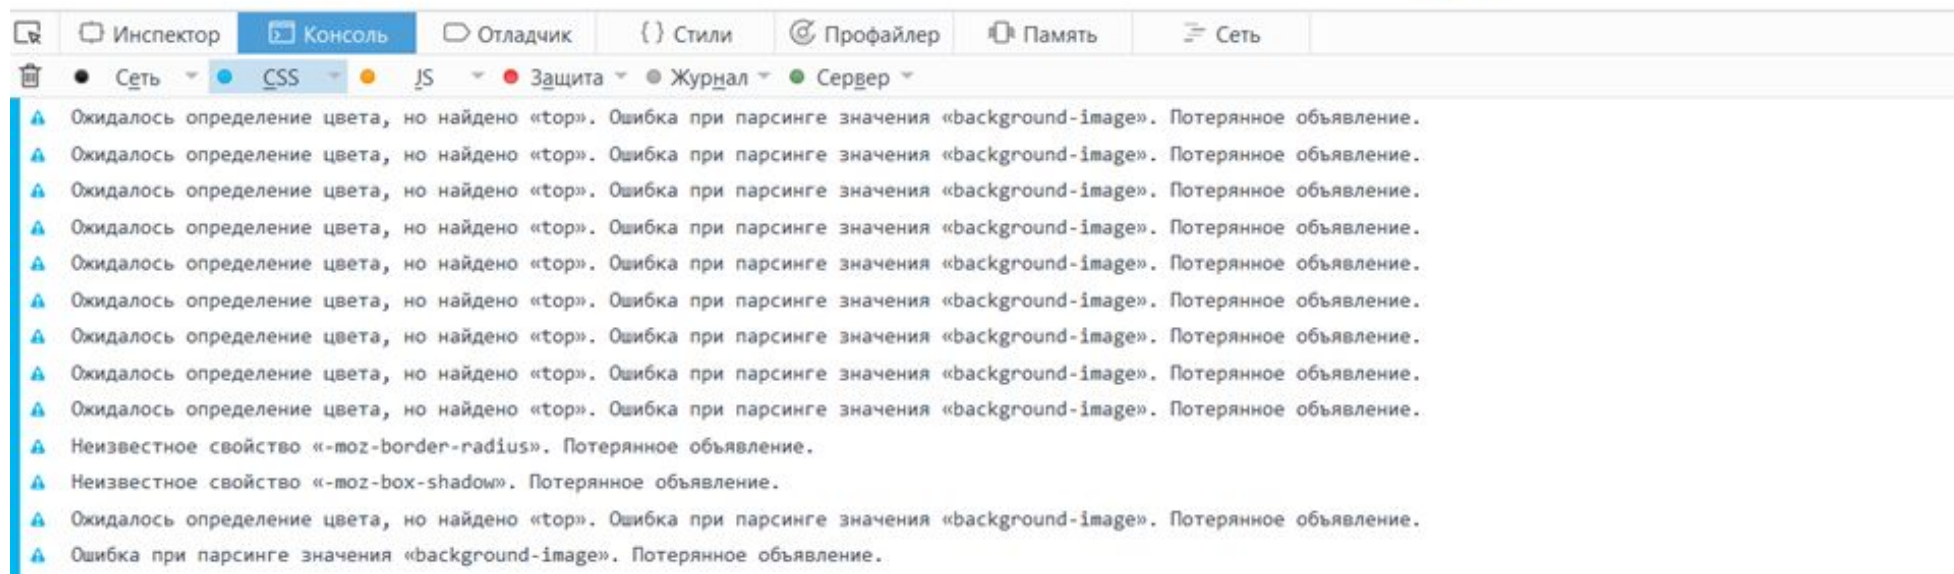 Инспектор Консоль Отладчик {} Стили Профайлер Память Сеть
Сеть CSS JS Защита Журнал Сервер
Ожидалось определение цвета, но найдено «top». Ошибка при парсинге значения «background-image». Потерянное объявление.
Ожидалось определение цвета, но найдено «top». Ошибка при парсинге значения «background-image». Потерянное объявление.
Ожидалось определение цвета, но найдено «top». Ошибка при парсинге значения «background-image». Потерянное объявление.
Ожидалось определение цвета, но найдено «top». Ошибка при парсинге значения «background-image». Потерянное объявление.
Ожидалось определение цвета, но найдено «top». Ошибка при парсинге значения «background-image». Потерянное объявление.
Ожидалось определение цвета, но найдено «top». Ошибка при парсинге значения «background-image». Потерянное объявление.
Ожидалось определение цвета, но найдено «top». Ошибка при парсинге значения «background-image». Потерянное объявление.
Ожидалось определение цвета, но найдено «top». Ошибка при парсинге значения «background-image». Потерянное объявление.
Ожидалось определение цвета, но найдено «top». Ошибка при парсинге значения «background-image». Потерянное объявление.
Неизвестное свойство «-moz-border-radius». Потерянное объявление.
Неизвестное свойство «-moz-box-shadow». Потерянное объявление.
Ожидалось определение цвета, но найдено «top». Ошибка при парсинге значения «background-image». Потерянное объявление.
Ошибка при парсинге значения «background-image». Потерянное объявление.